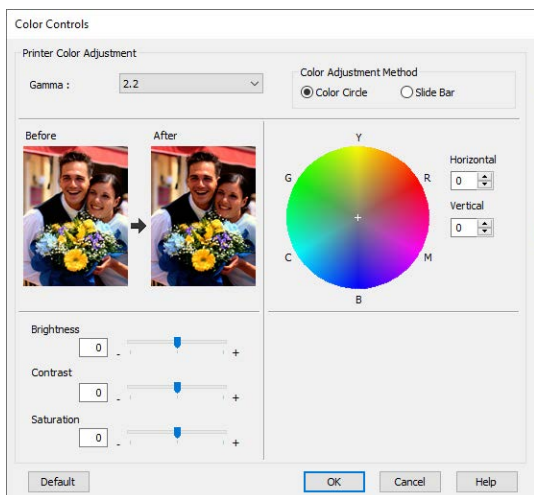 Color Controls
Printer Color Adjustment
Gamma :
2.2
Color Adjustment Method
Color Circle
Slide Bar
Before
After
Y
G
R
C
M
B
Horizontal
0
Vertical
0
Brightness
0
-
+
Contrast
0
-
+
Saturation
0
-
+
Default
OK
Cancel
Help